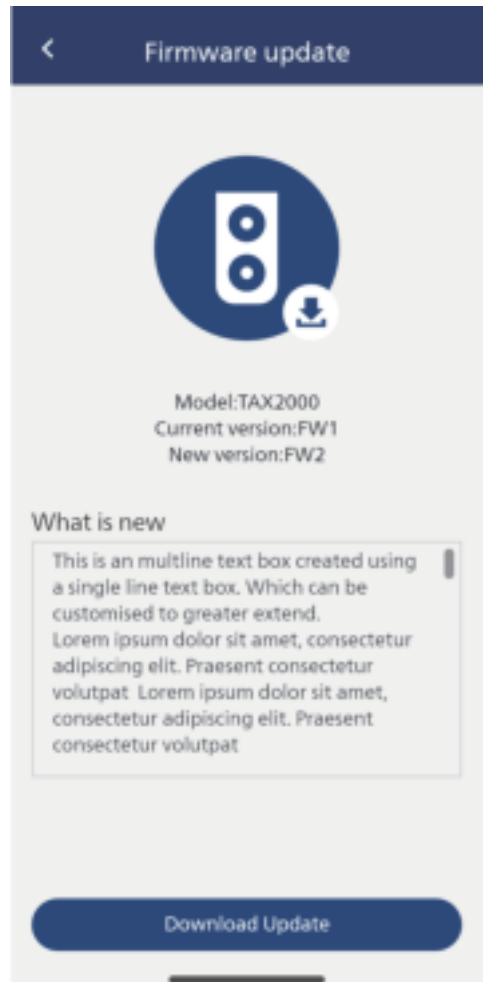 Firmware update
Model:TAX2000
Current version:FW1
New version:FW2
What is new
This is an multline text box created using
a single line text box. Which can be
customised to greater extend.
Lorem ipsum dolor sit amet, consectetur
adipiscing elit. Praesent consectetur
volutpat Lorem ipsum dolor sit amet,
consectetur adipiscing elit. Praesent
consectetur volutpat
Download Update